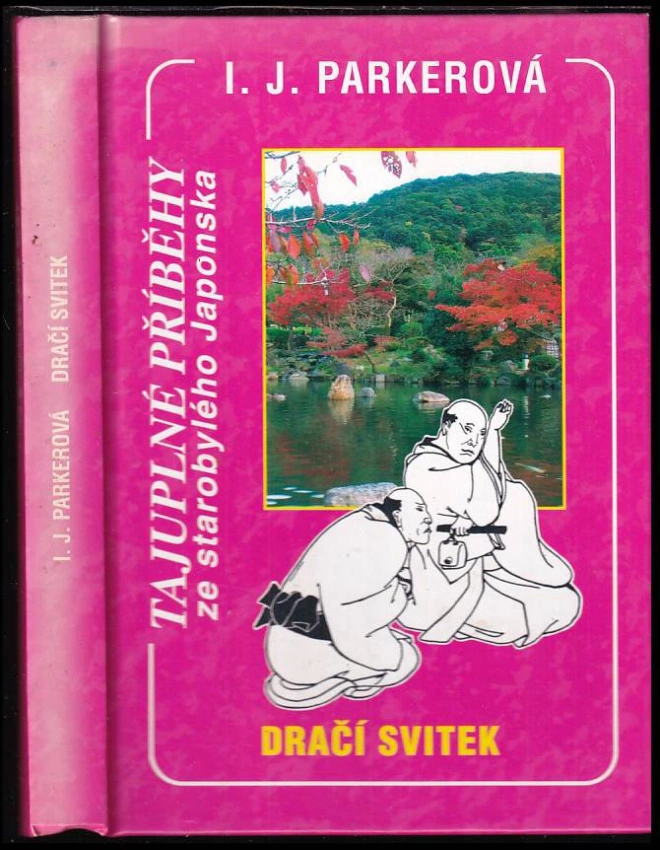 I. J. PARKEROVÁ DRAČÍ SVITEK
I. J. PARKEROVÁ
TAJUPLNÉ PŘÍBĚHY
ze starobylého Japonska
DRAČÍ SVITEK